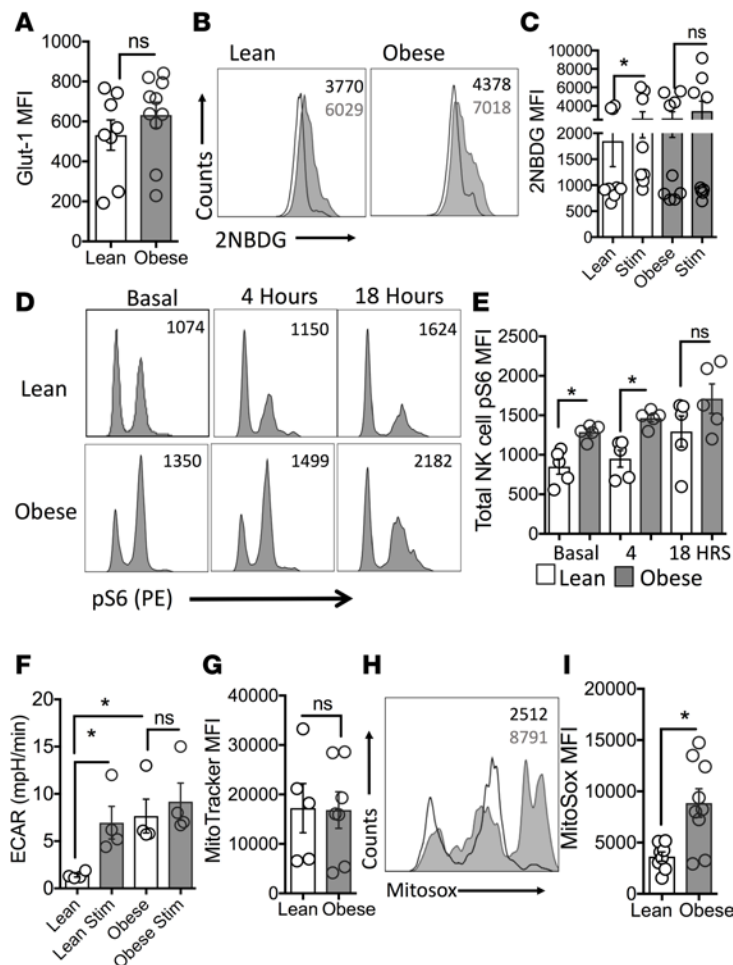 A
1000
800
600
400
200
0
Glut-1 MFI
ns
Lean Obese
B
Lean
Obese
3770
6029
4378
7018
Counts
2NBDG
C
10000
8000
6000
4000
2000
2000
1500
1000
500
0
2NBDG MFI
*
ns
Lean
Stim
Obese
Stim
D
Basal
4 Hours
18 Hours
Lean
1074
1150
1624
Obese
1350
1499
2182
pS6 (PE)
E
2500
2000
1500
1000
500
0
Total NK cell pS6 MFI
*
*
ns
Basal 4 18 HRS
Lean Obese
F
20
15
10
5
0
ECAR (mpH/min)
*
*
ns
Lean
Lean Stim
Obese
Obese Stim
G
40000
30000
20000
10000
0
MitoTracker MFI
ns
Lean Obese
H
2512
8791
Counts
Mitosox
I
20000
15000
10000
5000
0
MitoSox MFI
*
Lean Obese